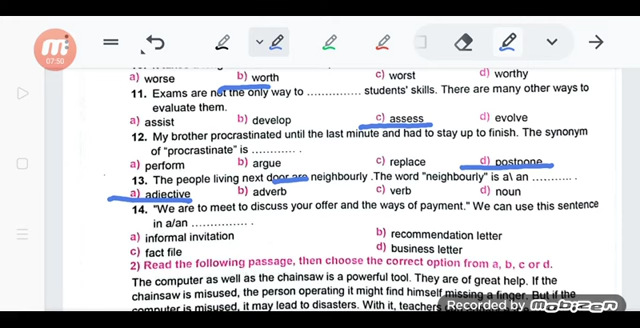 07:50
a) worse b) worth c) worst d) worthy
11. Exams are not the only way to .............. students' skills. There are many other ways to
evaluate them.
a) assist b) develop c) assess d) evolve
12. My brother procrastinated until the last minute and had to stay up to finish. The synonym
of "procrastinate" is ............ .
a) perform b) argue c) replace d) postpone
13. The people living next door are neighbourly .The word "neighbourly" is a\ an ........... .
a) adjective b) adverb c) verb d) noun
14. "We are to meet to discuss your offer and the ways of payment." We can use this sentence
in a/an ........... .
a) informal invitation b) recommendation letter
c) fact file d) business letter
2) Read the following passage, then choose the correct option from a, b, c or d.
The computer as well as the chainsaw is a powerful tool. They are of great help. If the
chainsaw is misused, the person operating it might find himself missing a finger. But if the
computer is misused, it may lead to disasters. With it, teachers
Recorded by MOBIZEN